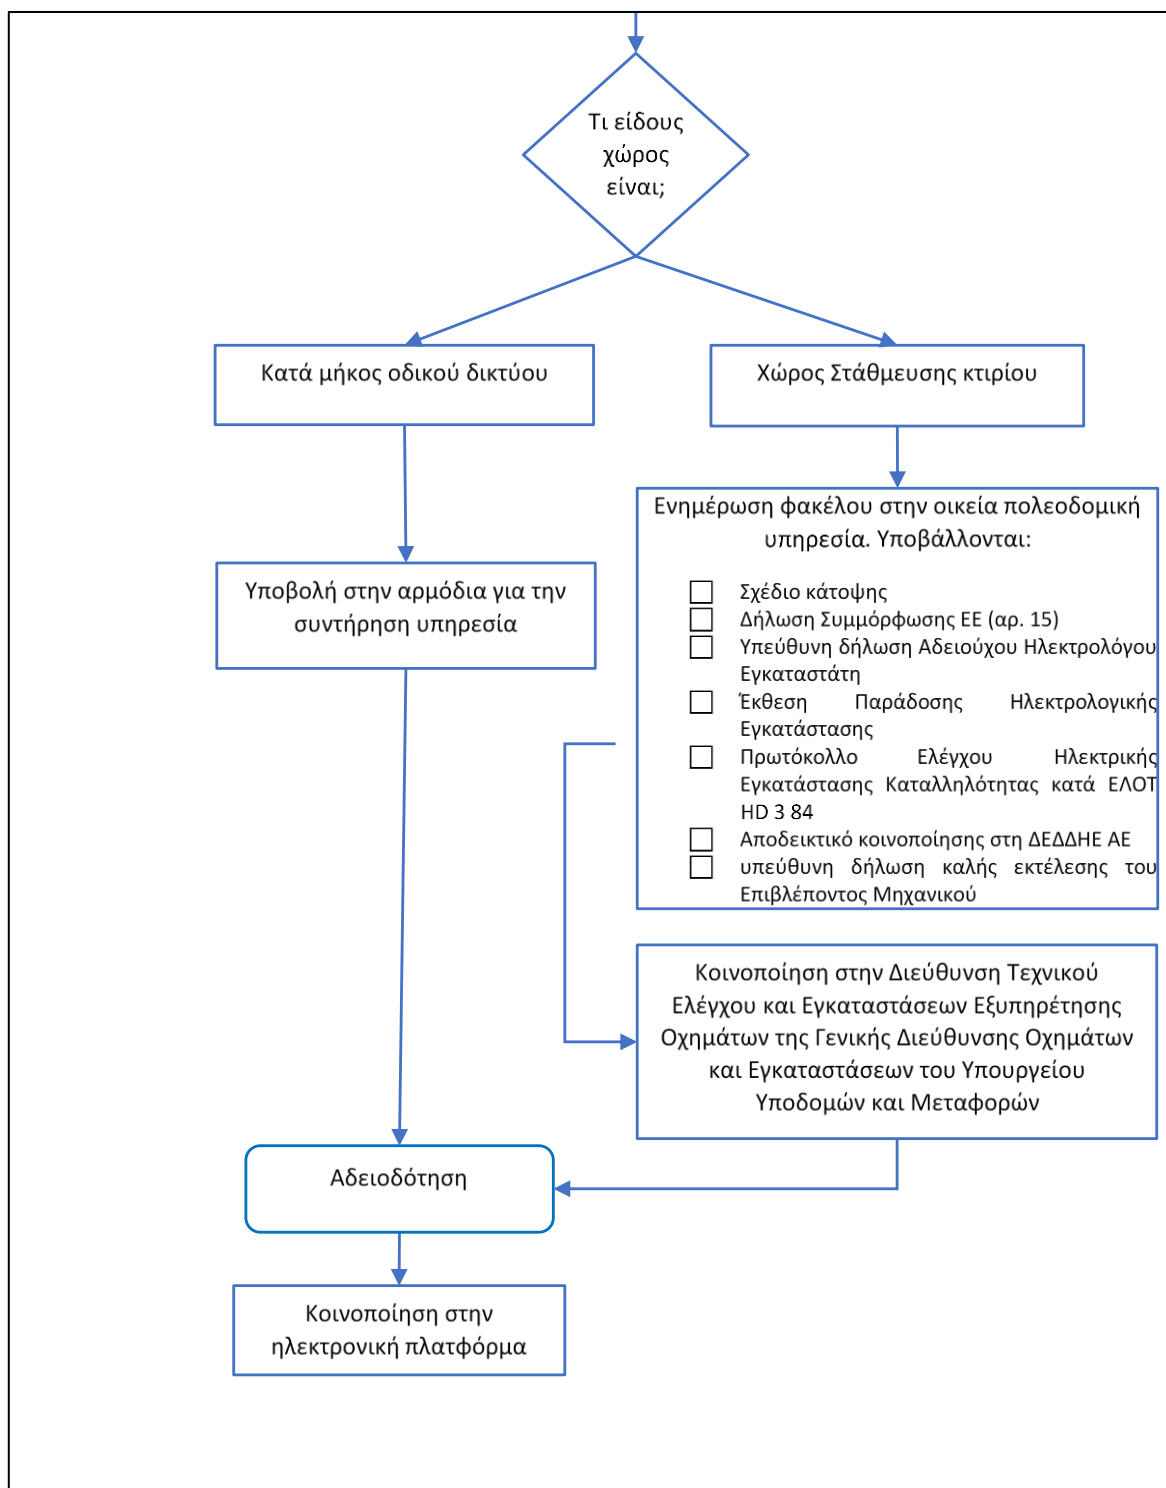 Τι είδους
χώρος
είναι;
Κατά μήκος οδικού δικτύου
Χώρος Στάθμευσης κτιρίου
Υποβολή στην αρμόδια για την
συντήρηση υπηρεσία
Ενημέρωση φακέλου στην οικεία πολεοδομική
υπηρεσία. Υποβάλλονται:
Σχέδιο κάτοψης
Δήλωση Συμμόρφωσης ΕΕ (αρ. 15)
Υπεύθυνη δήλωση Αδειούχου Ηλεκτρολόγου
Εγκαταστάτη
Έκθεση Παράδοσης Ηλεκτρολογικής
Εγκατάστασης
Πρωτόκολλο Ελέγχου Ηλεκτρικής
Εγκατάστασης Καταλληλότητας κατά ΕΛΟΤ
HD 3 84
Αποδεικτικό κοινοποίησης στη ΔΕΔΔΗΕ ΑΕ
υπεύθυνη δήλωση καλής εκτέλεσης του
Επιβλέποντος Μηχανικού
Κοινοποίηση στην Διεύθυνση Τεχνικού
Ελέγχου και Εγκαταστάσεων Εξυπηρέτησης
Οχημάτων της Γενικής Διεύθυνσης Οχημάτων
και Εγκαταστάσεων του Υπουργείου
Υποδομών και Μεταφορών
Αδειοδότηση
Κοινοποίηση στην
ηλεκτρονική πλατφόρμα